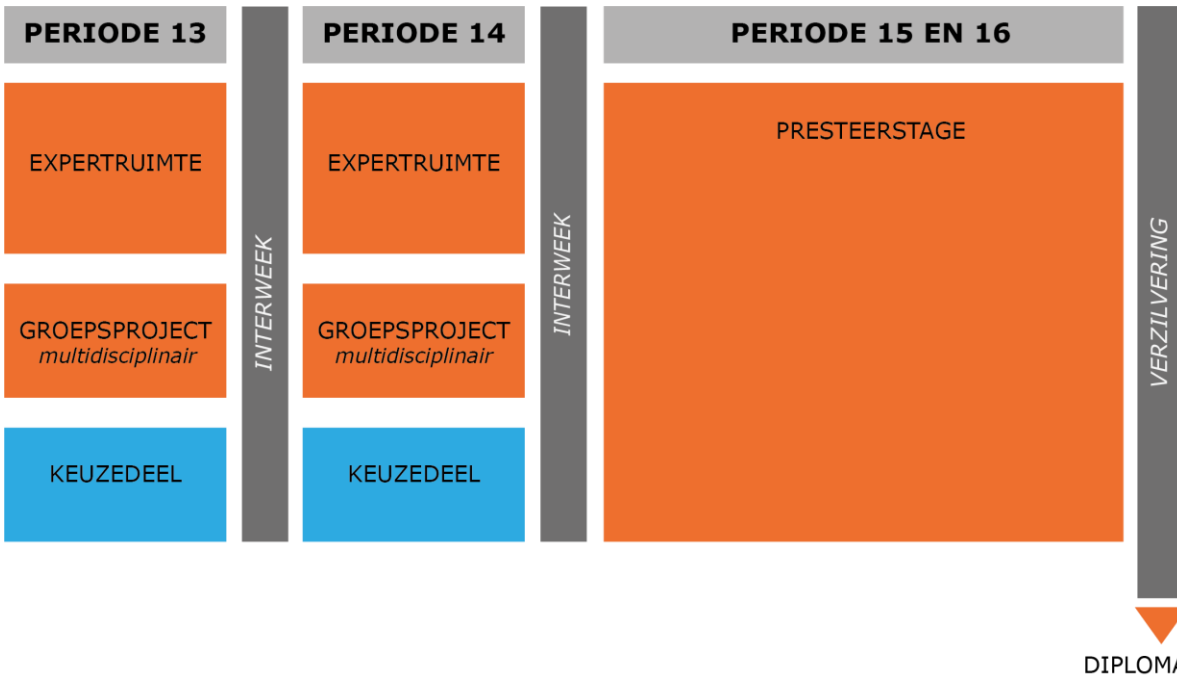 PERIODE 13
EXPERTRUIMTE
GROEPSPROJECT
multidisciplinair
KEUZEDEEL
INTERWEEK
PERIODE 14
EXPERTRUIMTE
GROEPSPROJECT
multidisciplinair
KEUZEDEEL
INTERWEEK
PERIODE 15 EN 16
PRESTEERSTAGE
VERZILVERING
DIPLOMA